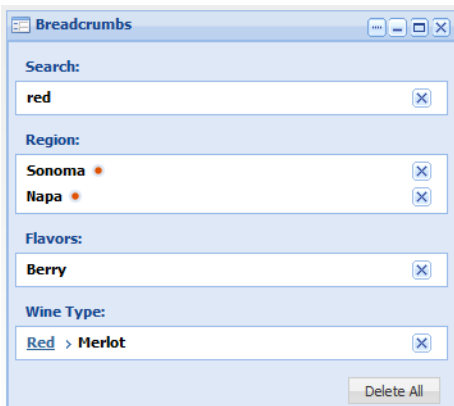 Breadcrumbs
Search:
red
Region:
Sonoma
Napa
Flavors:
Berry
Wine Type:
Red > Merlot
Delete All